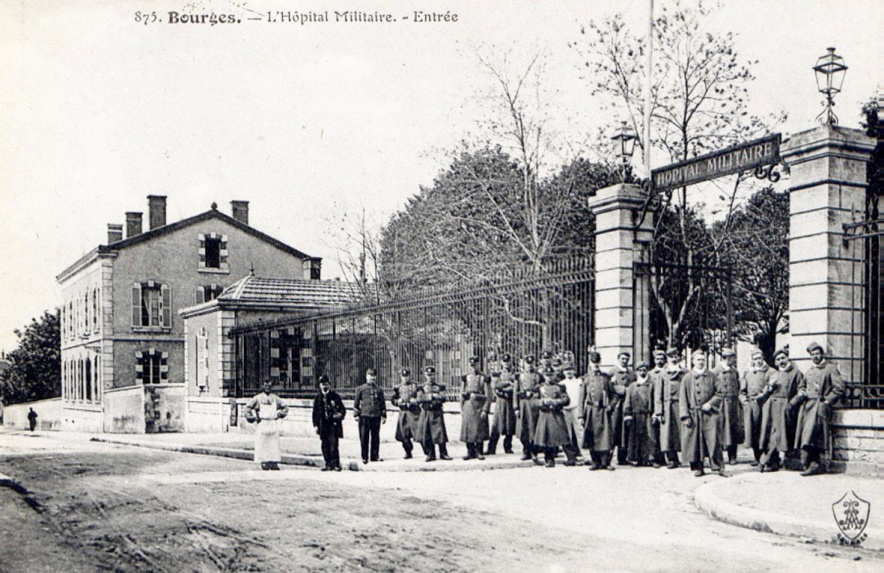 875. Bourges. — L'Hôpital Militaire. - Entrée
HOPITAL MILITAIRE